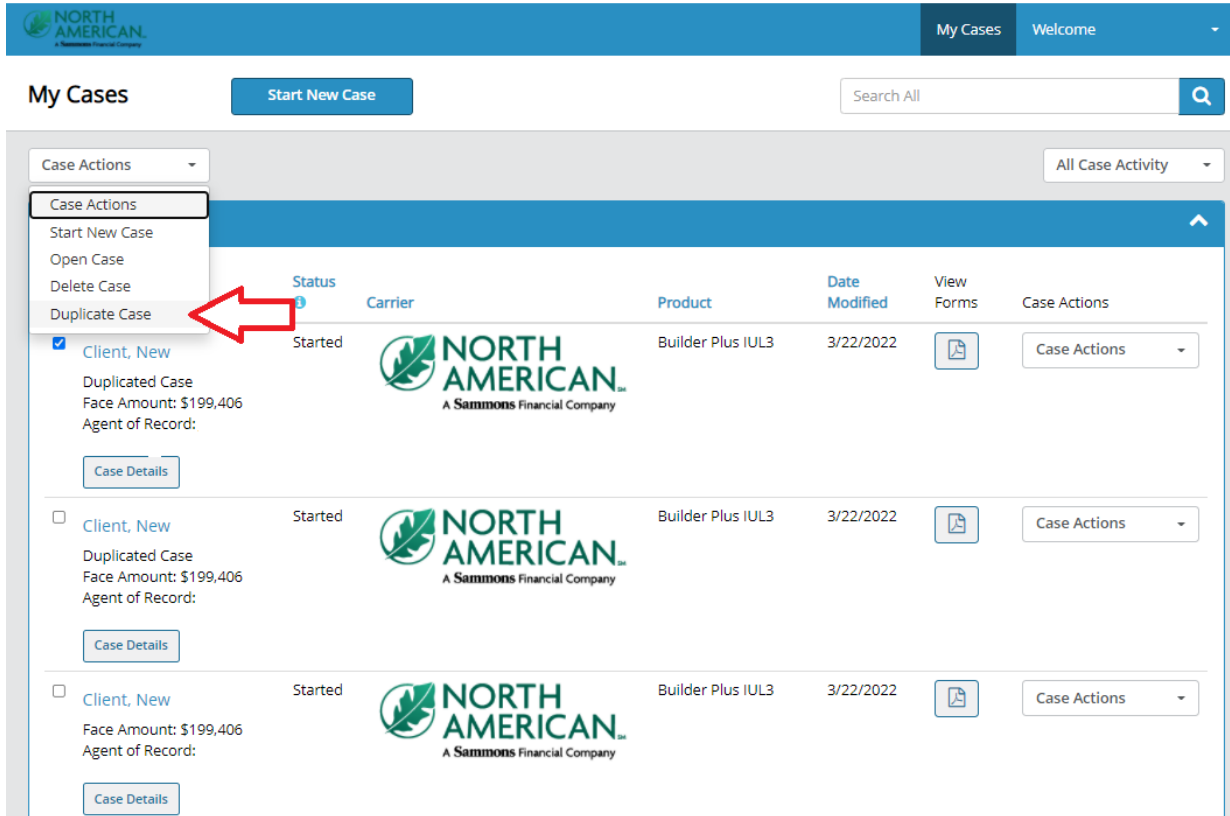 NORTH
AMERICAN.
A Sammons Financial Company
My Cases
Welcome
My Cases
Start New Case
Search All
Case Actions
All Case Activity
Case Actions
Start New Case
Open Case
Delete Case
Duplicate Case
Status
Carrier
Product
Date
Modified
View
Forms
Case Actions
Client, New
Duplicated Case
Face Amount: $199,406
Agent of Record:
Case Details
Started
NORTH
AMERICAN.SM
A Sammons Financial Company
Builder Plus IUL3
3/22/2022
Case Actions
Client, New
Duplicated Case
Face Amount: $199,406
Agent of Record:
Case Details
Started
NORTH
AMERICAN.SM
A Sammons Financial Company
Builder Plus IUL3
3/22/2022
Case Actions
Client, New
Face Amount: $199,406
Agent of Record:
Case Details
Started
NORTH
AMERICAN.SM
A Sammons Financial Company
Builder Plus IUL3
3/22/2022
Case Actions